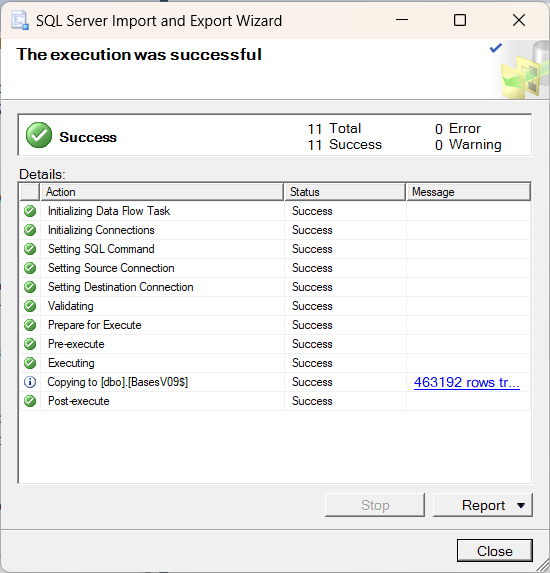 SQL Server Import and Export Wizard
The execution was successful
Success
11 Total 0 Error
11 Success 0 Warning
Details:
Action Status Message
Initializing Data Flow Task Success
Initializing Connections Success
Setting SQL Command Success
Setting Source Connection Success
Setting Destination Connection Success
Validating Success
Prepare for Execute Success
Pre-execute Success
Executing Success
Copying to [dbo].[BasesV09$] Success 463192 rows tr...
Post-execute Success
Stop Report
Close